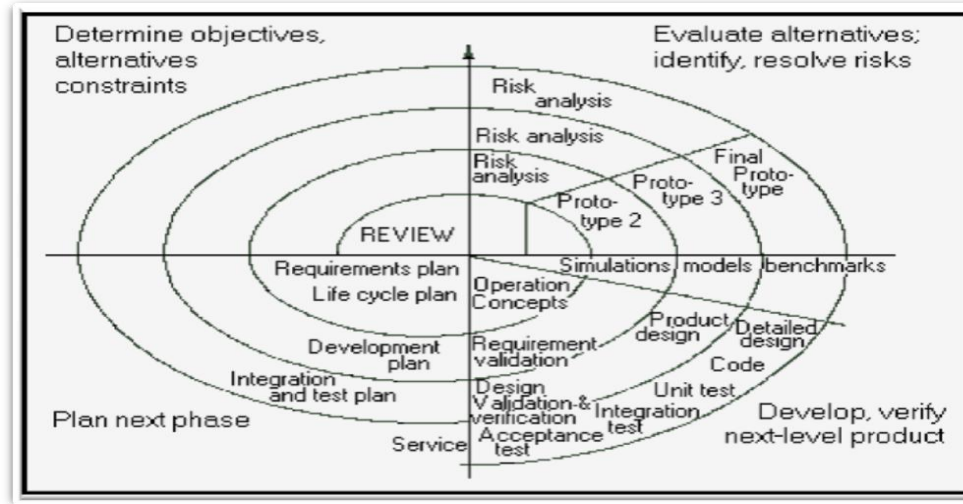 Determine objectives,
alternatives
constraints
Evaluate alternatives;
identify, resolve risks
Risk
analysis
Risk analysis
Risk
analysis
Final
Proto-
type
Proto-
type 3
Proto-
type 2
REVIEW
Simulations models benchmarks
Requirements plan
Life cycle plan
Operation
Concepts
Product
design
Detailed
design
Development
plan
Requirement
validation
Code
Integration
and test plan
Design
Validation &
verification
Unit test
Integration
test
Plan next phase
Service
Acceptance
test
Develop, verify
next-level product